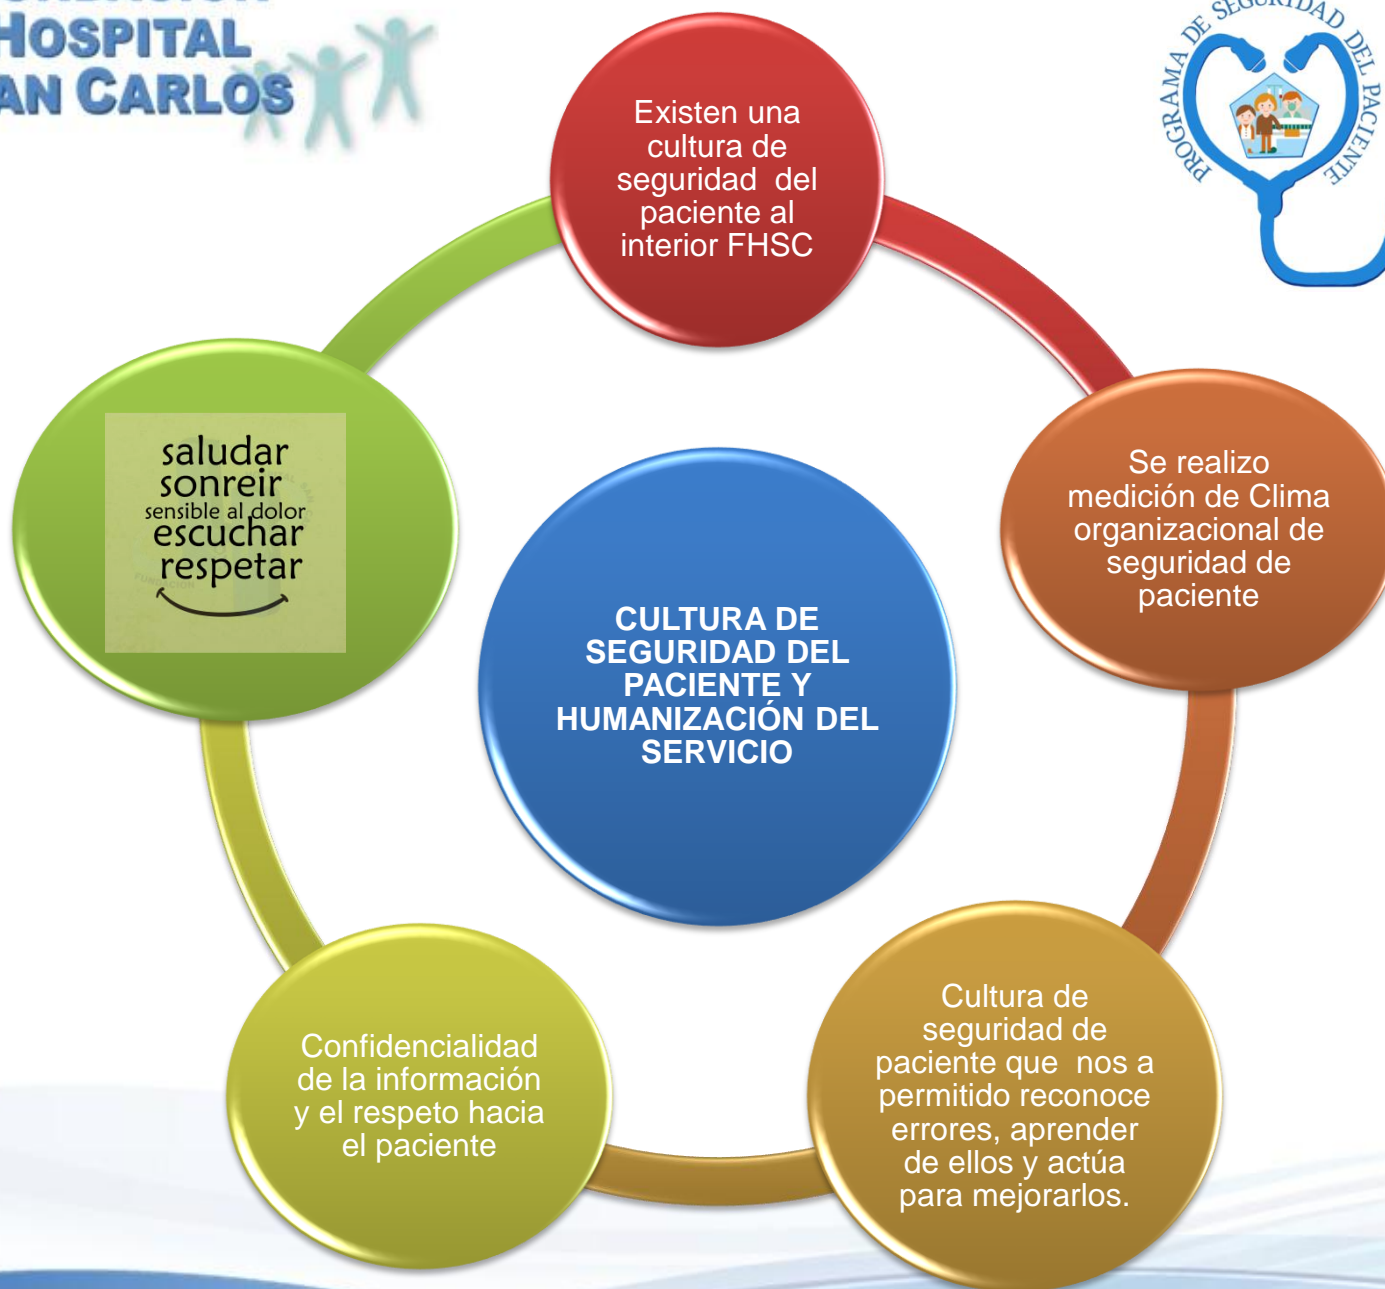 HOSPITAL
AN CARLOS
PROGRAMA DE SEGURIDAD DEL PACIENTE
Existen una
cultura de
seguridad del
paciente al
interior FHSC
Se realizo
medición de Clima
organizacional de
seguridad de
paciente
Cultura de
seguridad de
paciente que nos a
permitido reconoce
errores, aprender
de ellos y actúa
para mejorarlos.
Confidencialidad
de la información
y el respeto hacia
el paciente
saludar
sonreir
sensible al dolor
escuchar
respetar
CULTURA DE
SEGURIDAD DEL
PACIENTE Y
HUMANIZACIÓN DEL
SERVICIO